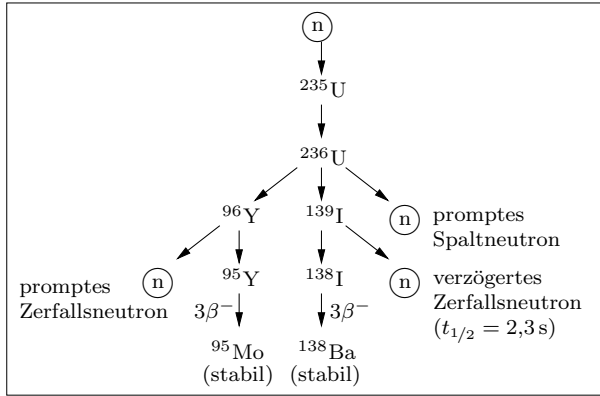 n
²³⁵U
²³⁶U
⁹⁶Y
¹³⁹I
n
promptes
Spaltneutron
promptes
Zerfallsneutron
n
⁹⁵Y
¹³⁸I
n
verzögertes
Zerfallsneutron
(t₁/₂ = 2,3 s)
3β⁻
3β⁻
⁹⁵Mo
(stabil)
¹³⁸Ba
(stabil)